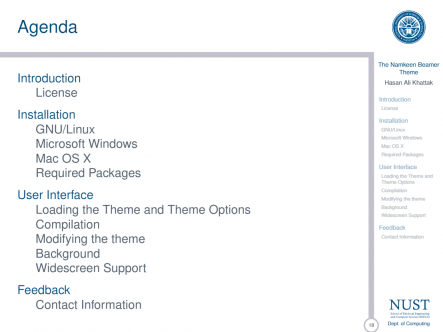 Agenda
Introduction
License
Installation
GNU/Linux
Microsoft Windows
Mac OS X
Required Packages
User Interface
Loading the Theme and Theme Options
Compilation
Modifying the theme
Background
Widescreen Support
Feedback
Contact Information
The Namkeen Beamer
Theme
Hasan Ali Khattak
Introduction
License
Installation
GNU/Linux
Microsoft Windows
Mac OS X
Required Packages
User Interface
Loading the Theme and
Theme Options
Compilation
Modifying the theme
Background
Widescreen Support
Feedback
Contact Information
NUST
School of Electrical Engineering
and Computer Science (SEECS)
Dept. of Computing